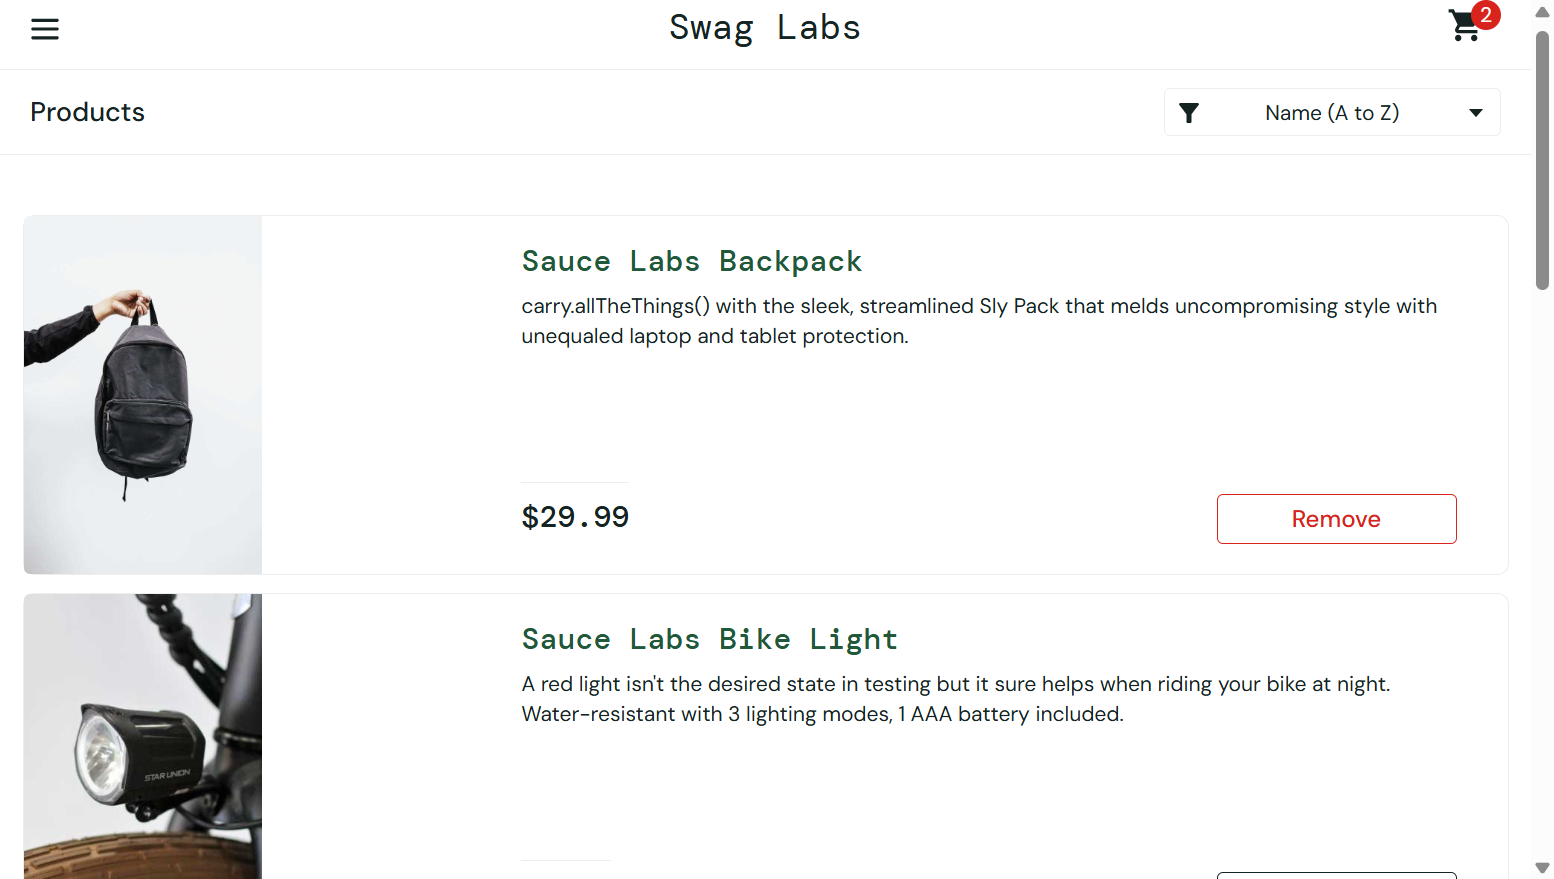 Swag Labs
2
Products
Name (A to Z)
Sauce Labs Backpack
carry.allTheThings() with the sleek, streamlined Sly Pack that melds uncompromising style with
unequaled laptop and tablet protection.
$29.99
Remove
Sauce Labs Bike Light
A red light isn't the desired state in testing but it sure helps when riding your bike at night.
Water-resistant with 3 lighting modes, 1 AAA battery included.
STAR UNION